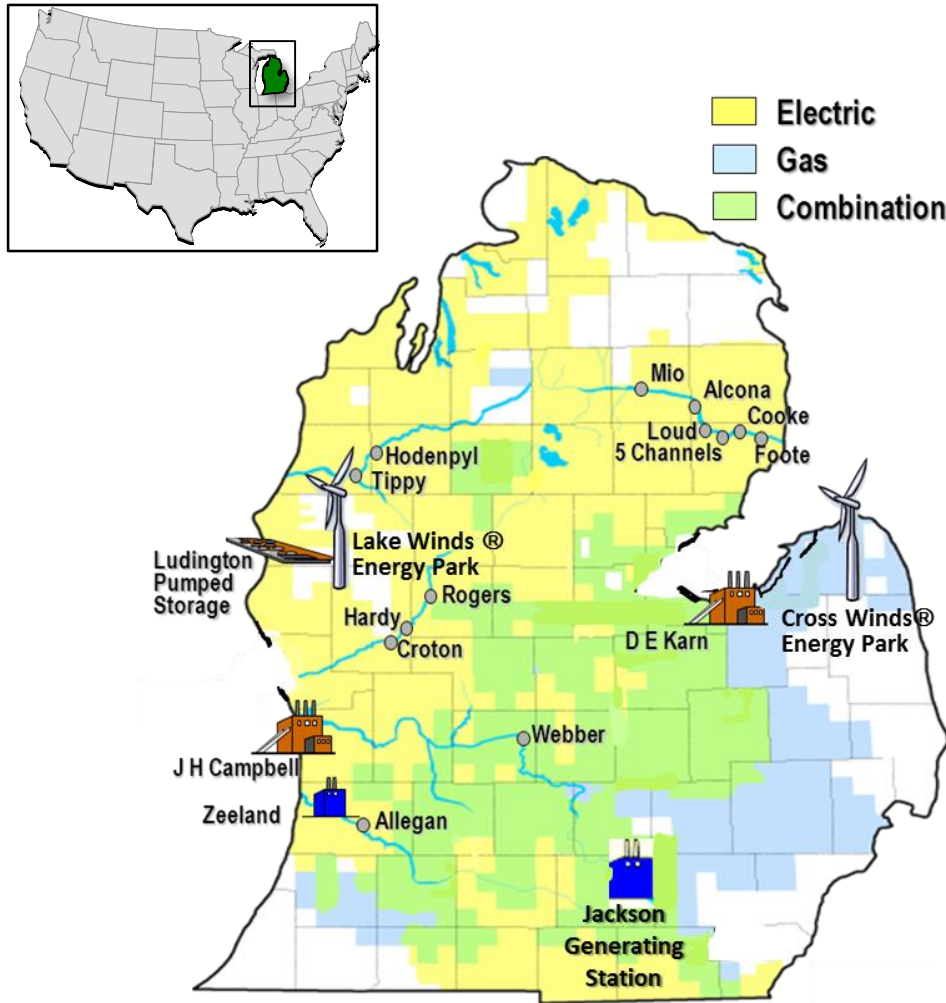 Electric
Gas
Combination
Mio
Alcona
Cooke
Loud
5 Channels
Foote
Hodenpyl
Tippy
Lake Winds ®
Energy Park
Ludington
Pumped
Storage
Rogers
Hardy
Croton
D E Karn
Cross Winds®
Energy Park
Webber
J H Campbell
Zeeland
Allegan
Jackson
Generating
Station